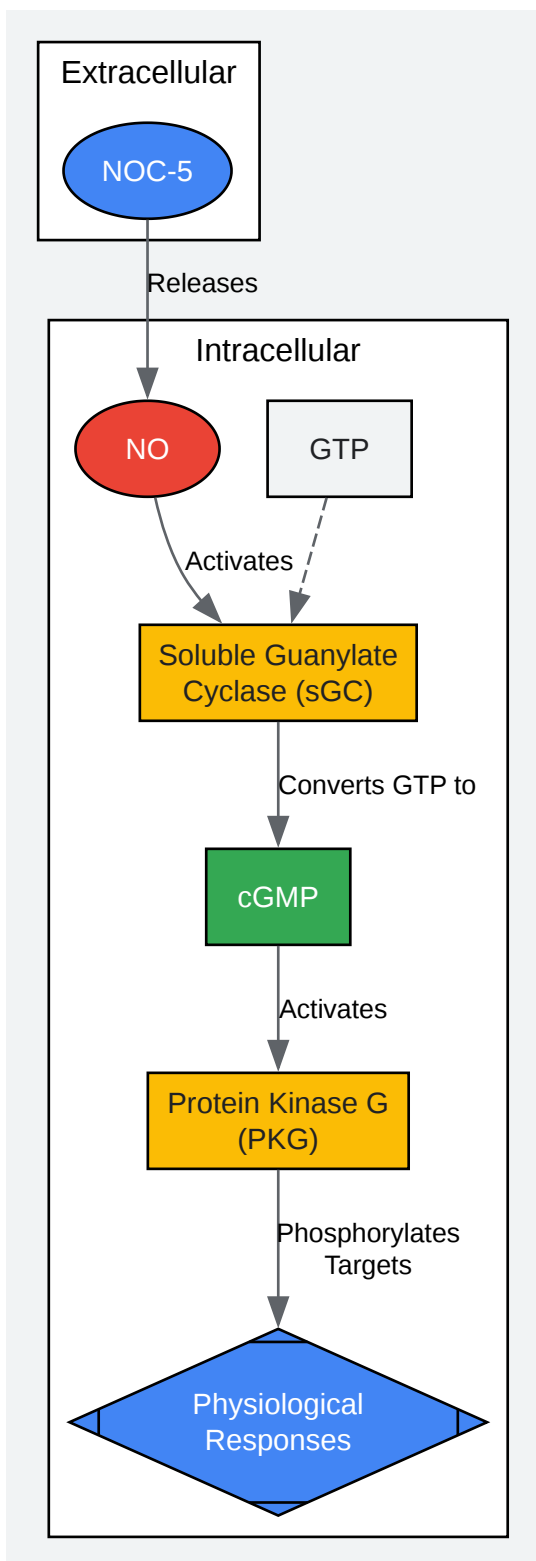 Extracellular
NOC-5
Releases
Intracellular
NO
GTP
Activates
Soluble Guanylate
Cyclase (sGC)
Converts GTP to
cGMP
Activates
Protein Kinase G
(PKG)
Phosphorylates
Targets
Physiological
Responses